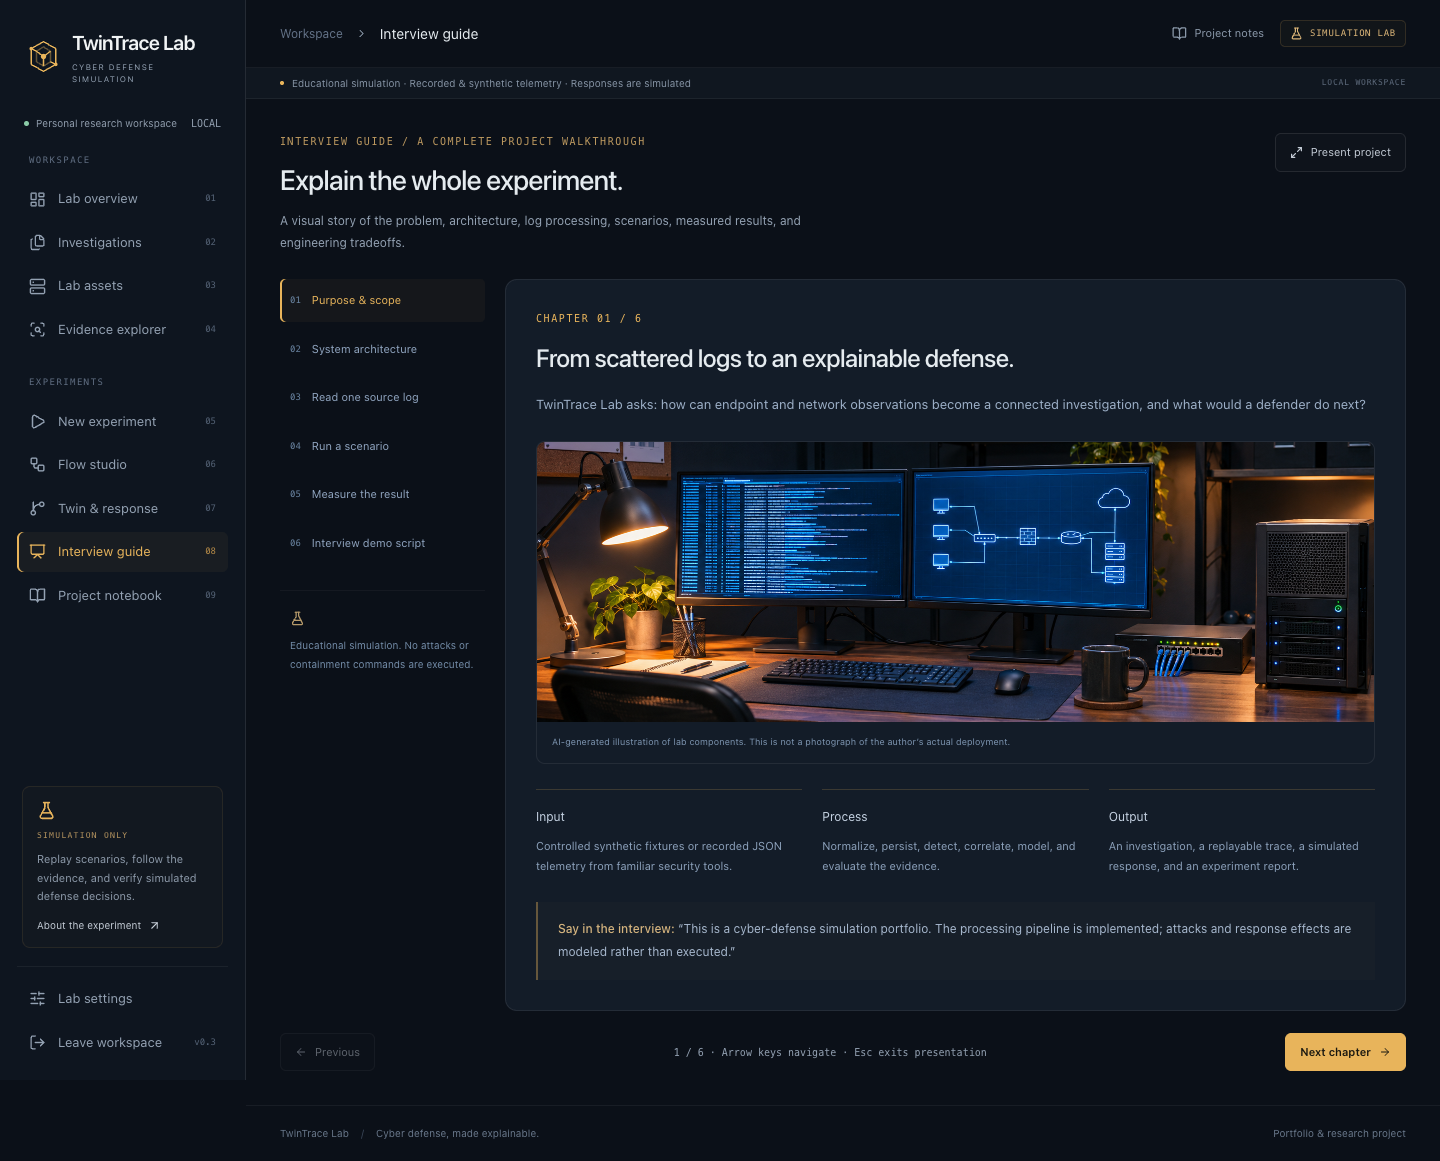 TwinTrace Lab
CYBER DEFENSE
SIMULATION
Personal research workspace LOCAL
WORKSPACE
Lab overview 01
Investigations 02
Lab assets 03
Evidence explorer 04
EXPERIMENTS
New experiment 05
Flow studio 06
Twin & response 07
Interview guide 08
Project notebook 09
SIMULATION ONLY
Replay scenarios, follow the
evidence, and verify simulated
defense decisions.
About the experiment
Lab settings
Leave workspace v0.3
Workspace Interview guide
Project notes
SIMULATION LAB
Educational simulation · Recorded & synthetic telemetry · Responses are simulated
LOCAL WORKSPACE
INTERVIEW GUIDE / A COMPLETE PROJECT WALKTHROUGH
Explain the whole experiment.
A visual story of the problem, architecture, log processing, scenarios, measured results, and
engineering tradeoffs.
Present project
01 Purpose & scope
02 System architecture
03 Read one source log
04 Run a scenario
05 Measure the result
06 Interview demo script
Educational simulation. No attacks or
containment commands are executed.
CHAPTER 01 / 6
From scattered logs to an explainable defense.
TwinTrace Lab asks: how can endpoint and network observations become a connected investigation, and what would a defender do next?
AI-generated illustration of lab components. This is not a photograph of the author's actual deployment.
Input
Controlled synthetic fixtures or recorded JSON
telemetry from familiar security tools.
Process
Normalize, persist, detect, correlate, model, and
evaluate the evidence.
Output
An investigation, a replayable trace, a simulated
response, and an experiment report.
Say in the interview: “This is a cyber-defense simulation portfolio. The processing pipeline is implemented; attacks and response effects are
modeled rather than executed.”
Previous
1 / 6 · Arrow keys navigate · Esc exits presentation
Next chapter
TwinTrace Lab / Cyber defense, made explainable.
Portfolio & research project